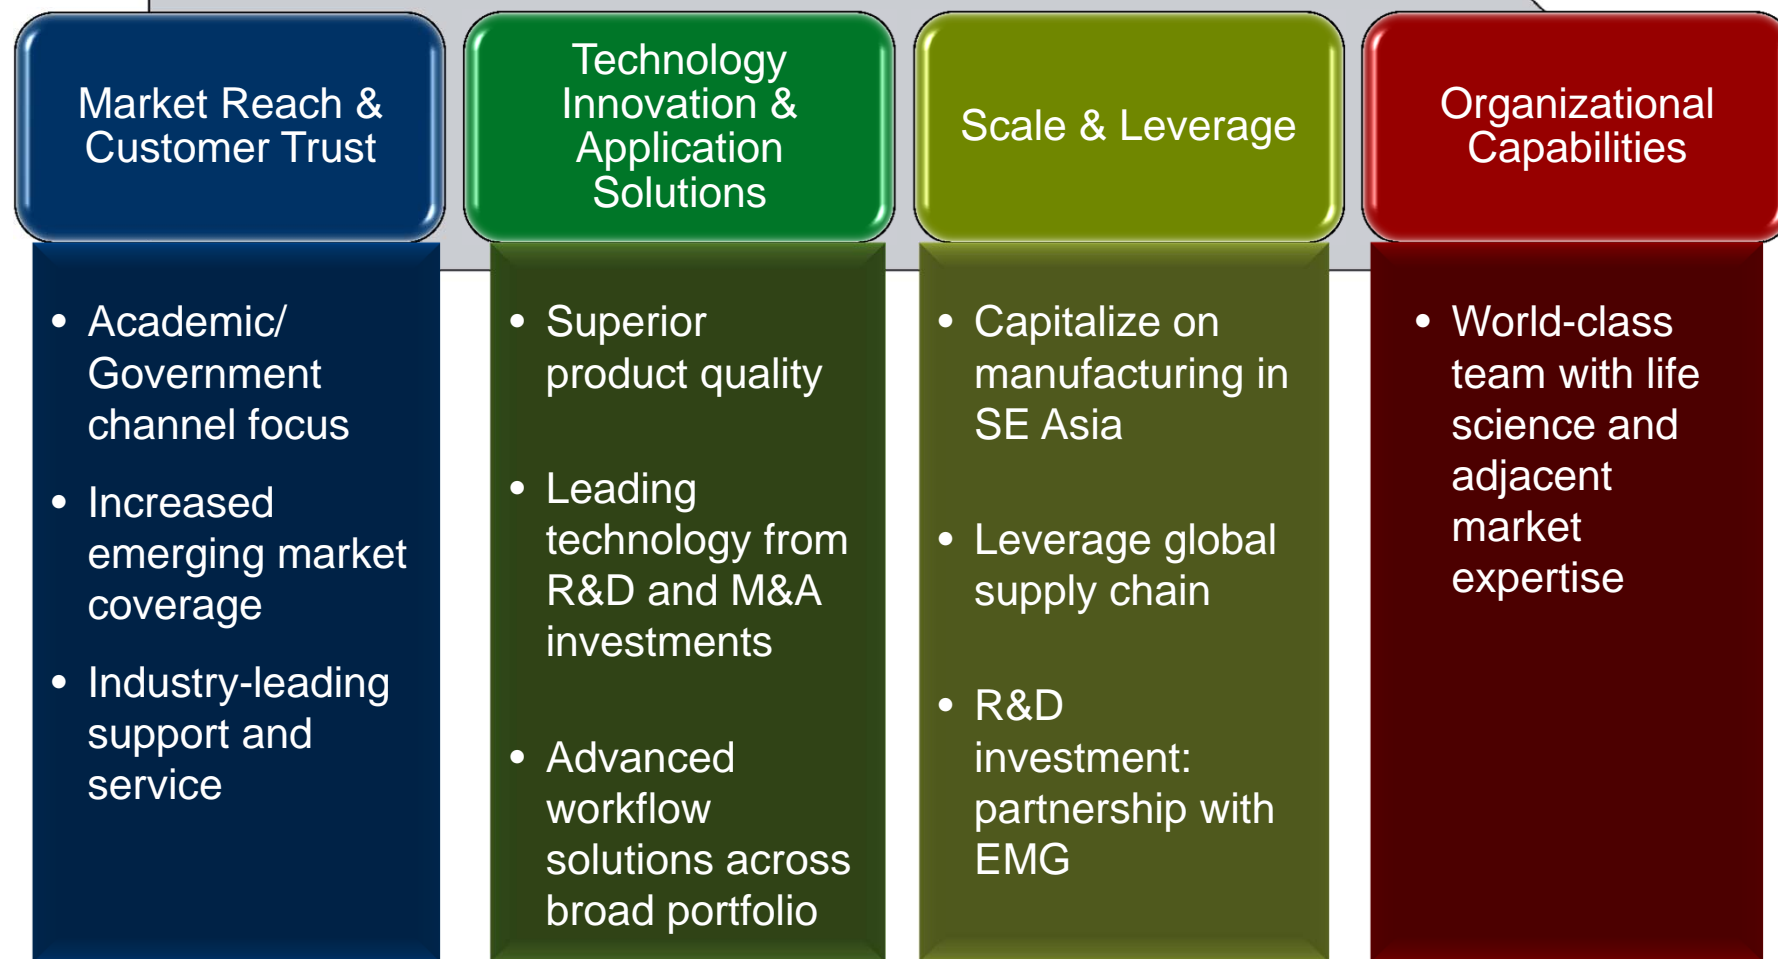 Market Reach &
Customer Trust
• Academic/
Government
channel focus
• Increased
emerging market
coverage
• Industry-leading
support and
service
Technology
Innovation &
Application
Solutions
• Superior
product quality
• Leading
technology from
R&D and M&A
investments
• Advanced
workflow
solutions across
broad portfolio
Scale & Leverage
• Capitalize on
manufacturing in
SE Asia
• Leverage global
supply chain
• R&D
investment:
partnership with
EMG
Organizational
Capabilities
• World-class
team with life
science and
adjacent
market
expertise